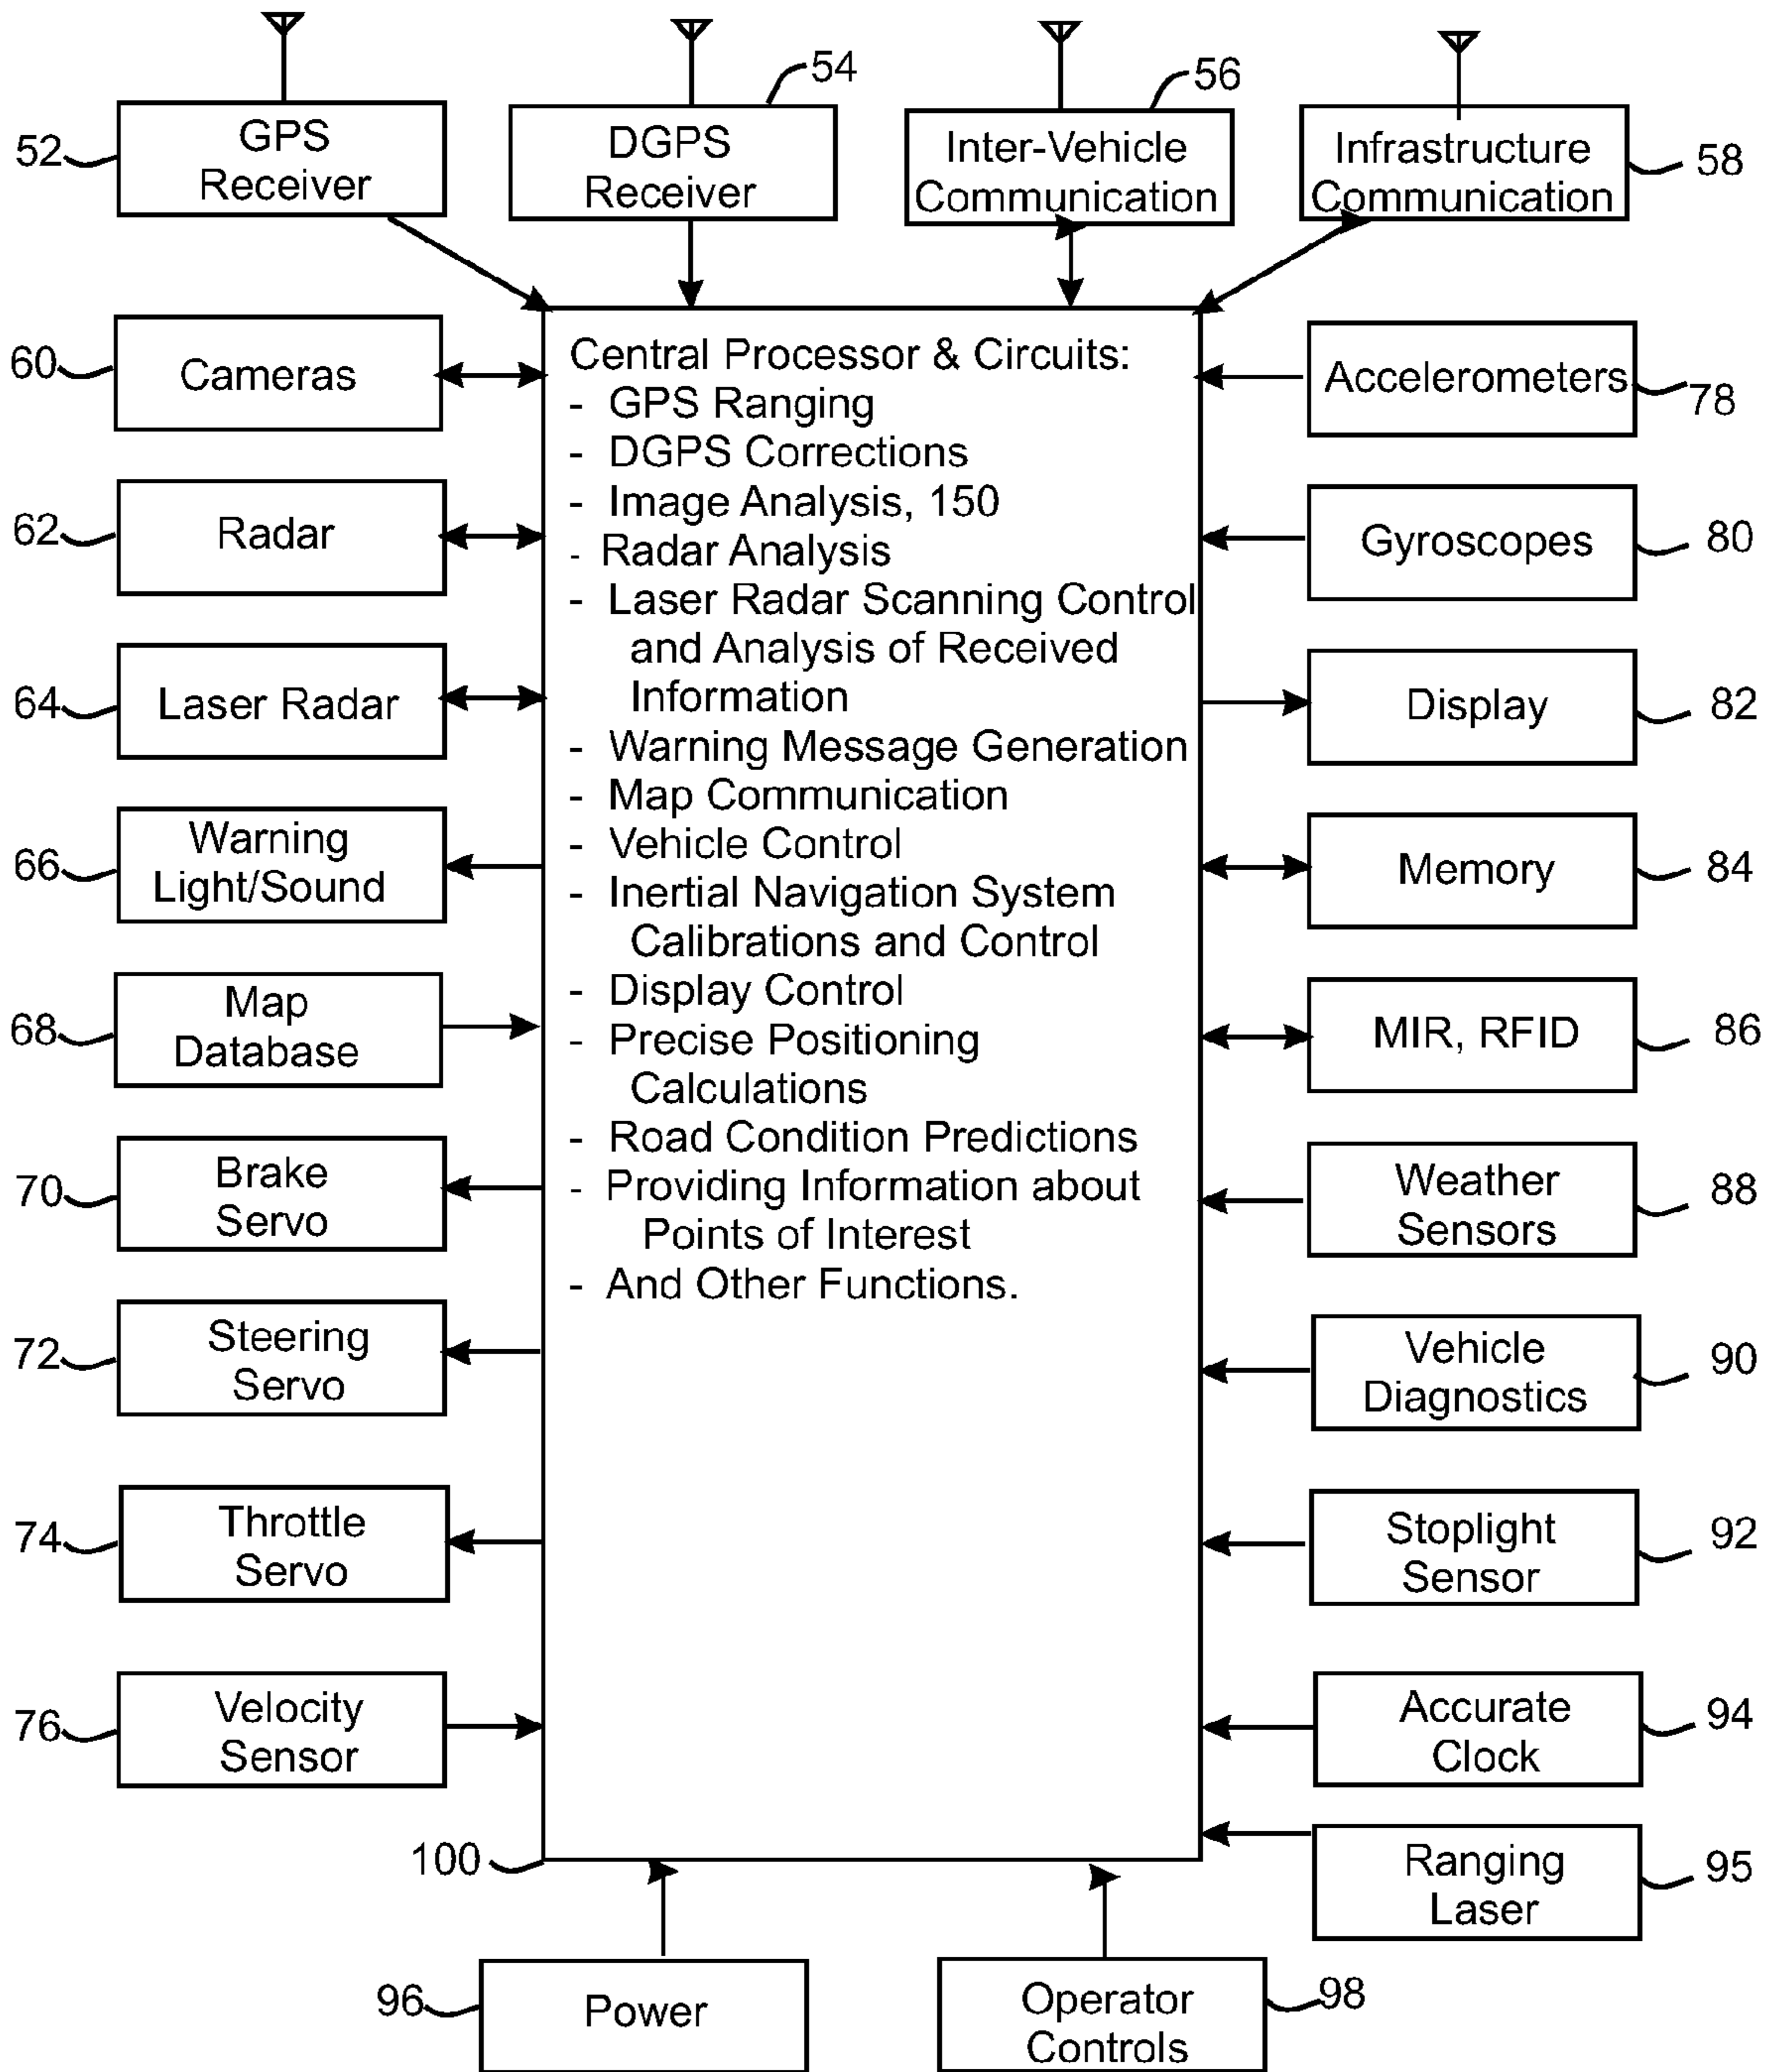 54
56
52
GPS
Receiver
DGPS
Receiver
Inter-Vehicle
Communication
Infrastructure
Communication
58
60
Cameras
62
Radar
64
Laser Radar
66
Warning
Light/Sound
68
Map
Database
70
Brake
Servo
72
Steering
Servo
74
Throttle
Servo
76
Velocity
Sensor
Central Processor & Circuits:
- GPS Ranging
- DGPS Corrections
- Image Analysis, 150
- Radar Analysis
- Laser Radar Scanning Control
and Analysis of Received
Information
- Warning Message Generation
- Map Communication
- Vehicle Control
- Inertial Navigation System
Calibrations and Control
- Display Control
- Precise Positioning
Calculations
- Road Condition Predictions
- Providing Information about
Points of Interest
- And Other Functions.
100
Accelerometers
78
Gyroscopes
80
Display
82
Memory
84
MIR, RFID
86
Weather
Sensors
88
Vehicle
Diagnostics
90
Stoplight
Sensor
92
Accurate
Clock
94
Ranging
Laser
95
96
Power
Operator
Controls
98